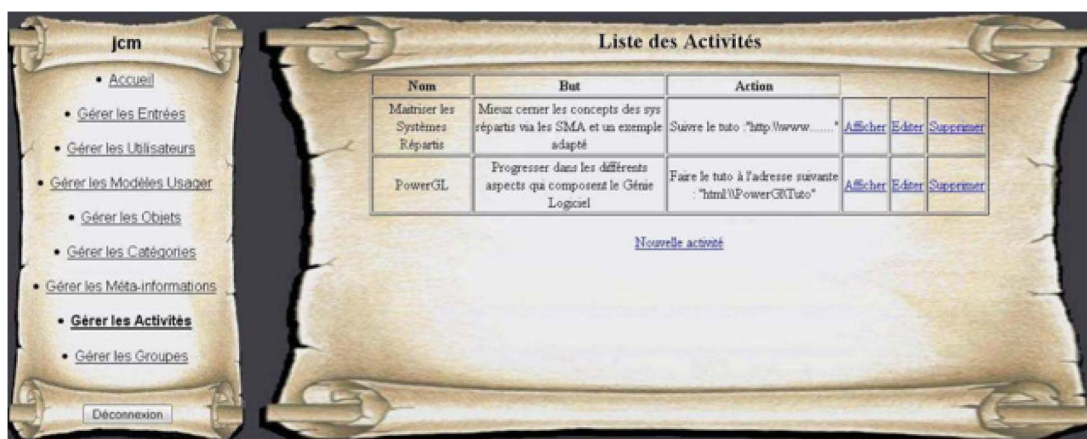 jcm
• Accueil
• Gérer les Entrées
• Gérer les Utilisateurs
• Gérer les Modèles Usager
• Gérer les Objets
• Gérer les Catégories
• Gérer les Méta-informations
• Gérer les Activités
• Gérer les Groupes
Déconnexion
Liste des Activités
Nom But Action
Maitriser les
Systèmes
Répartis
Mieux cerner les concepts des sys
répartis via les SMA et un exemple
adapté
Suivre le tuto :"http:\\www........"
Afficher Editer Supprimer
PowerGL
Progresser dans les différents
aspects qui composent le Génie
Logiciel
Faire le tuto à l'adresse suivante
: "html:\\PowerGl\Tuto"
Afficher Editer Supprimer
Nouvelle activité